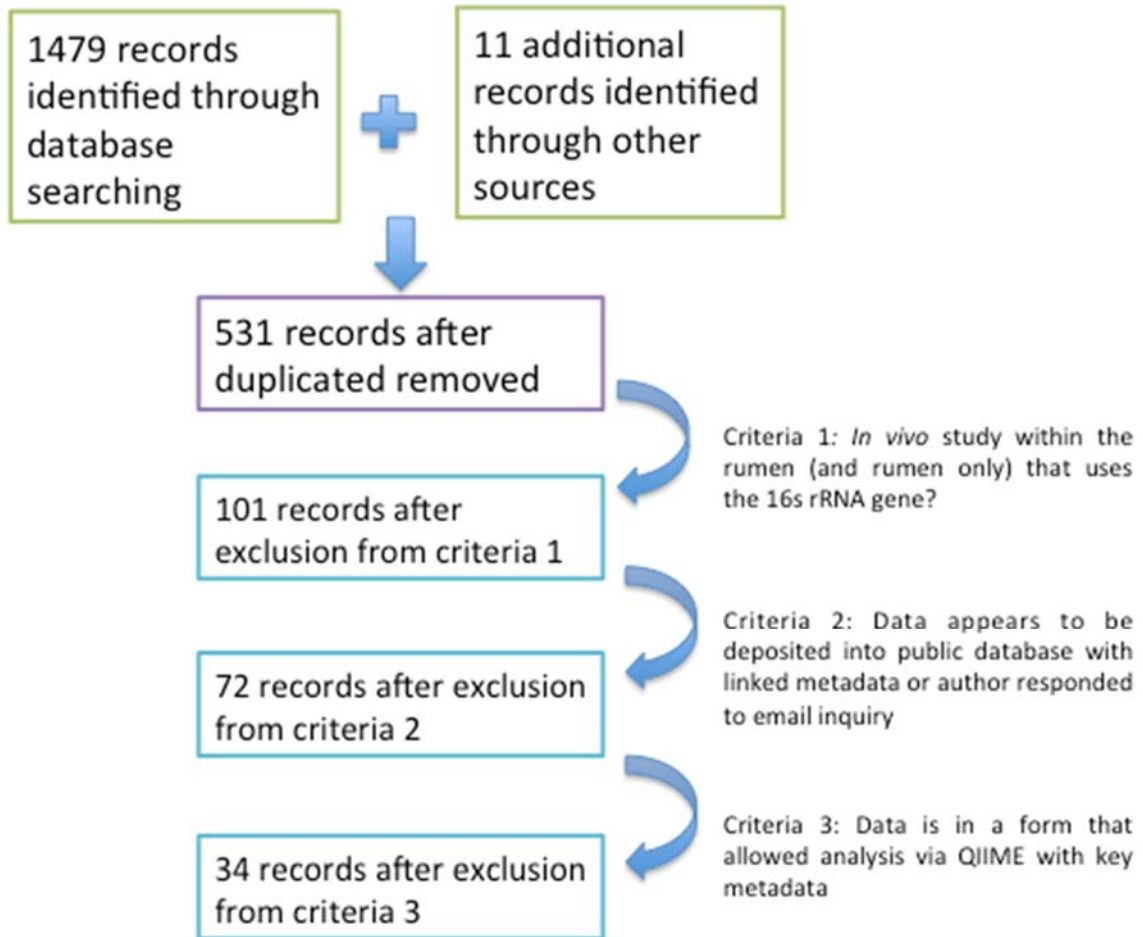 1479 records
identified through
database
searching
11 additional
records identified
through other
sources
531 records after
duplicated removed
Criteria 1: In vivo study within the
rumen (and rumen only) that uses
the 16s rRNA gene?
101 records after
exclusion from criteria 1
Criteria 2: Data appears to be
deposited into public database with
linked metadata or author responded
to email inquiry
72 records after exclusion
from criteria 2
Criteria 3: Data is in a form that
allowed analysis via QIIME with key
metadata
34 records after exclusion
from criteria 3